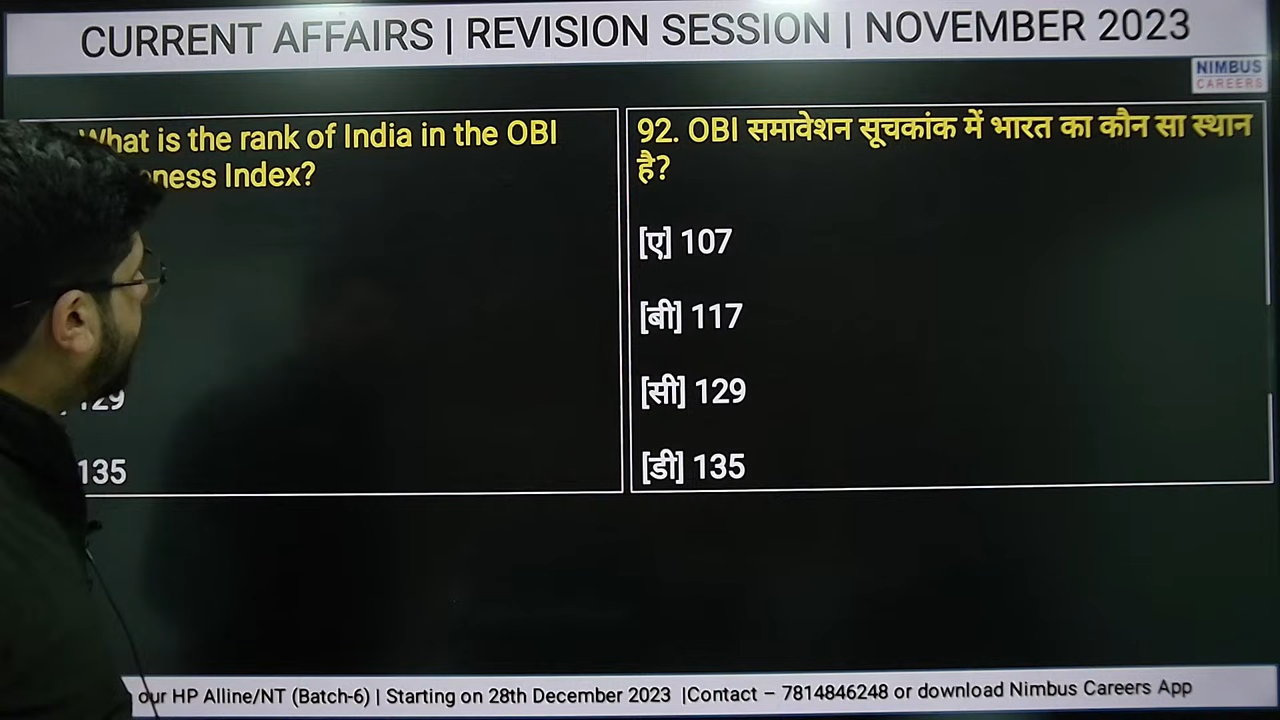 CURRENT AFFAIRS | REVISION SESSION | NOVEMBER 2023
NIMBUS
CAREERS
What is the rank of India in the OBI
Index?
129
135
92. OBI समावेशन सूचकांक में भारत का कौन सा स्थान
है?
[ए] 107
[बी] 117
[सी] 129
[डी] 135
our HP Alline/NT (Batch-6) | Starting on 28th December 2023 |Contact – 7814846248 or download Nimbus Careers App